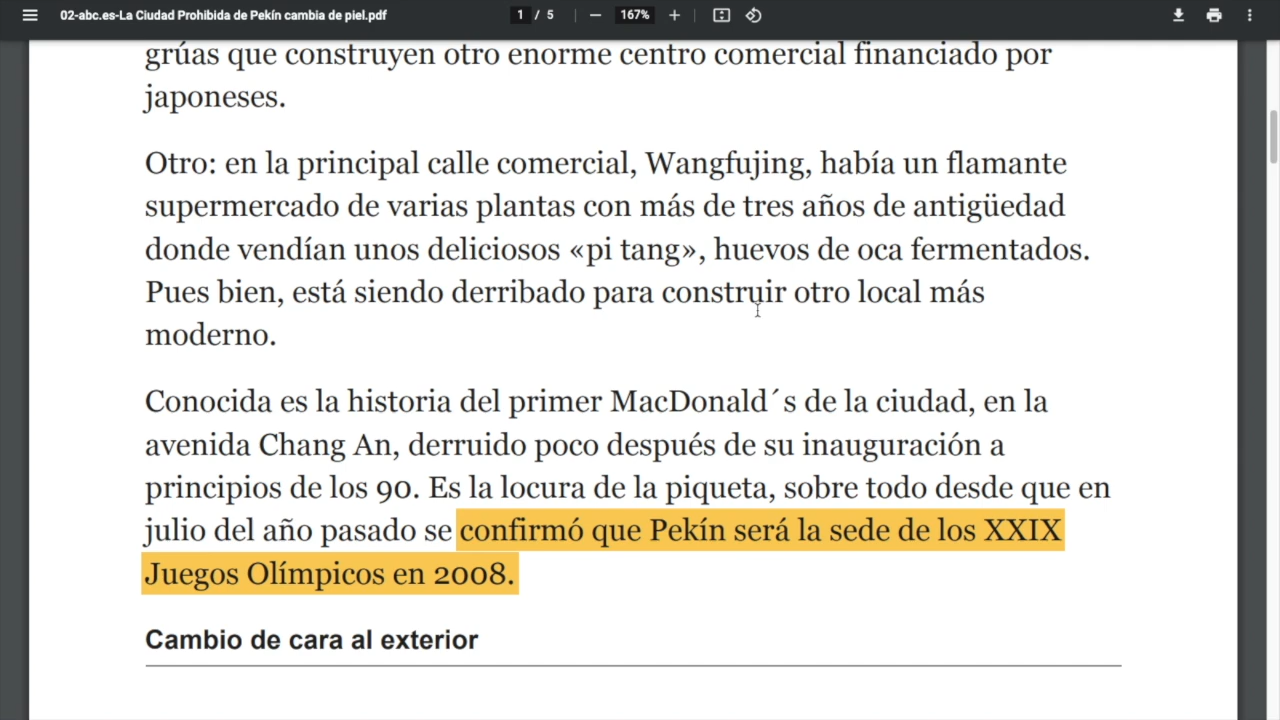 02-abc.es-La Ciudad Prohibida de Pekín cambia de piel.pdf
1 / 5
167%
grúas que construyen otro enorme centro comercial financiado por
japoneses.
Otro: en la principal calle comercial, Wangfujing, había un flamante
supermercado de varias plantas con más de tres años de antigüedad
donde vendían unos deliciosos «pi tang», huevos de oca fermentados.
Pues bien, está siendo derribado para construir otro local más
moderno.
Conocida es la historia del primer MacDonald´s de la ciudad, en la
avenida Chang An, derruido poco después de su inauguración a
principios de los 90. Es la locura de la piqueta, sobre todo desde que en
julio del año pasado se confirmó que Pekín será la sede de los XXIX
Juegos Olímpicos en 2008.
Cambio de cara al exterior